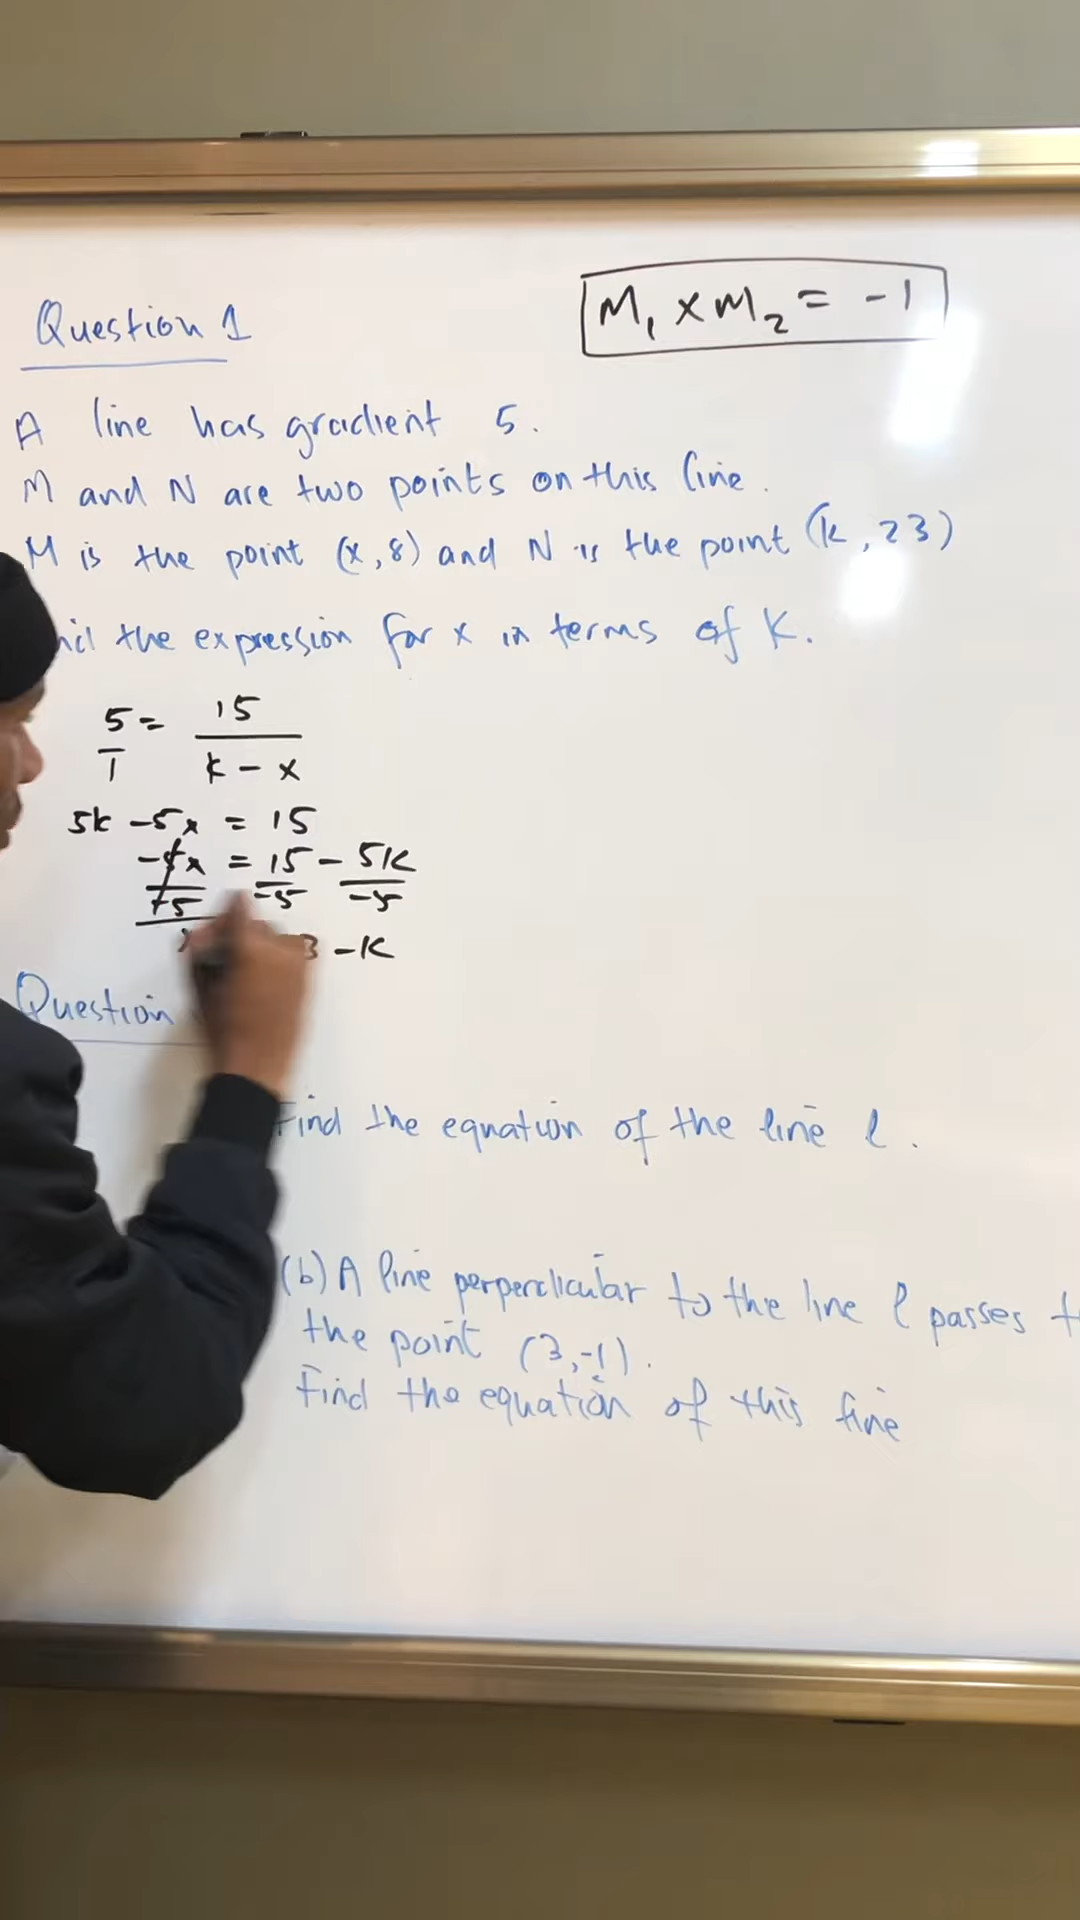 Question 1
M₁ x M₂ = -1
A line has gradient 5.
M and N are two points on this line.
M is the point (x, 8) and N is the point (k, 23)
the expression for x in terms of K.
5/1 = 15/(k - x)
5k - 5x = 15
-5x/-5 = 15/-5 - 5K/-5
3 - K
Question
Find the equation of the line l.
(b) A line perpendicular to the line l passes
the point (3,-1).
Find the equation of this line